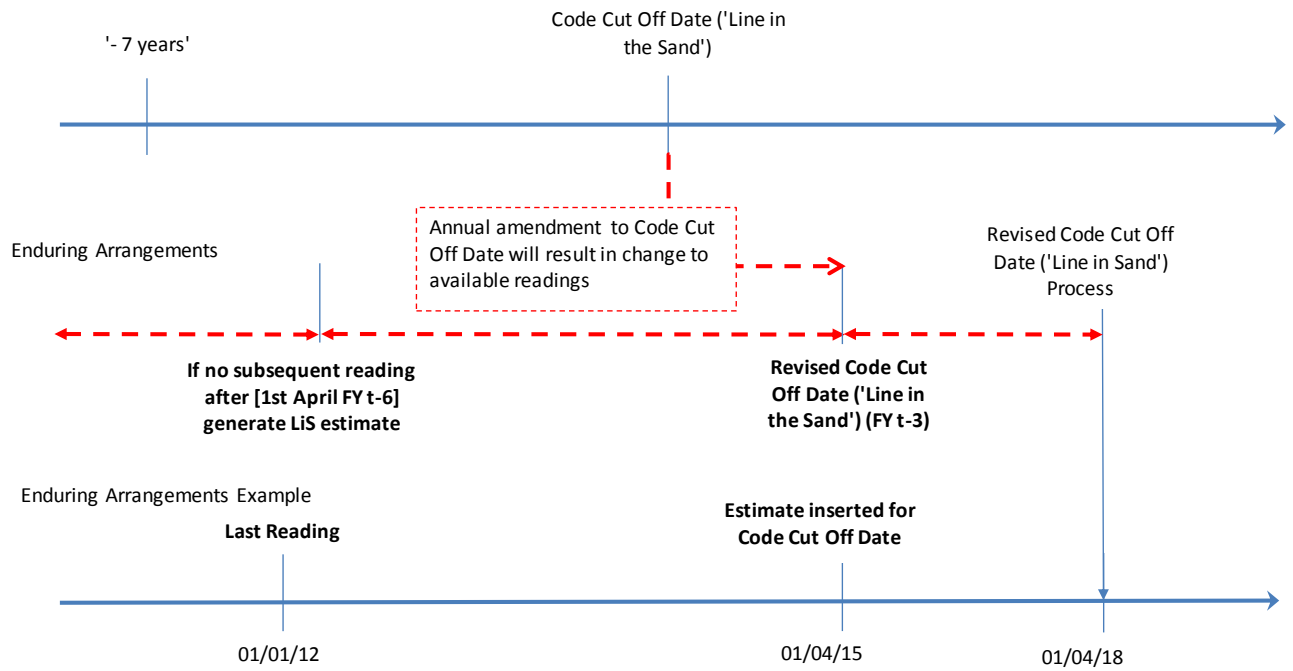 Code Cut Off Date ('Line in
the Sand')
'- 7 years'
Annual amendment to Code Cut
Off Date will result in change to
available readings
Enduring Arrangements
Revised Code Cut Off
Date ('Line in Sand')
Process
If no subsequent reading
after [1st April FY t-6]
generate LiS estimate
Revised Code Cut
Off Date ('Line in
the Sand') (FY t-3)
Enduring Arrangements Example
Last Reading
Estimate inserted for
Code Cut Off Date
01/01/12
01/04/15
01/04/18